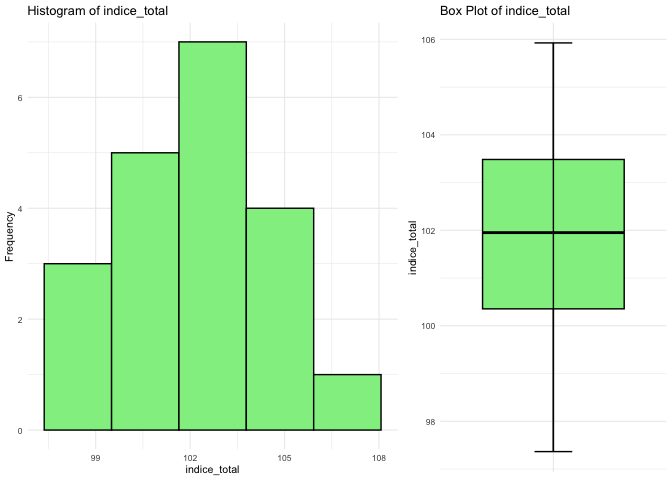 Histogram of indice_total
Frequency
6
4
2
0
99
102
105
108
indice_total
Box Plot of indice_total
indice_total
106
104
102
100
98